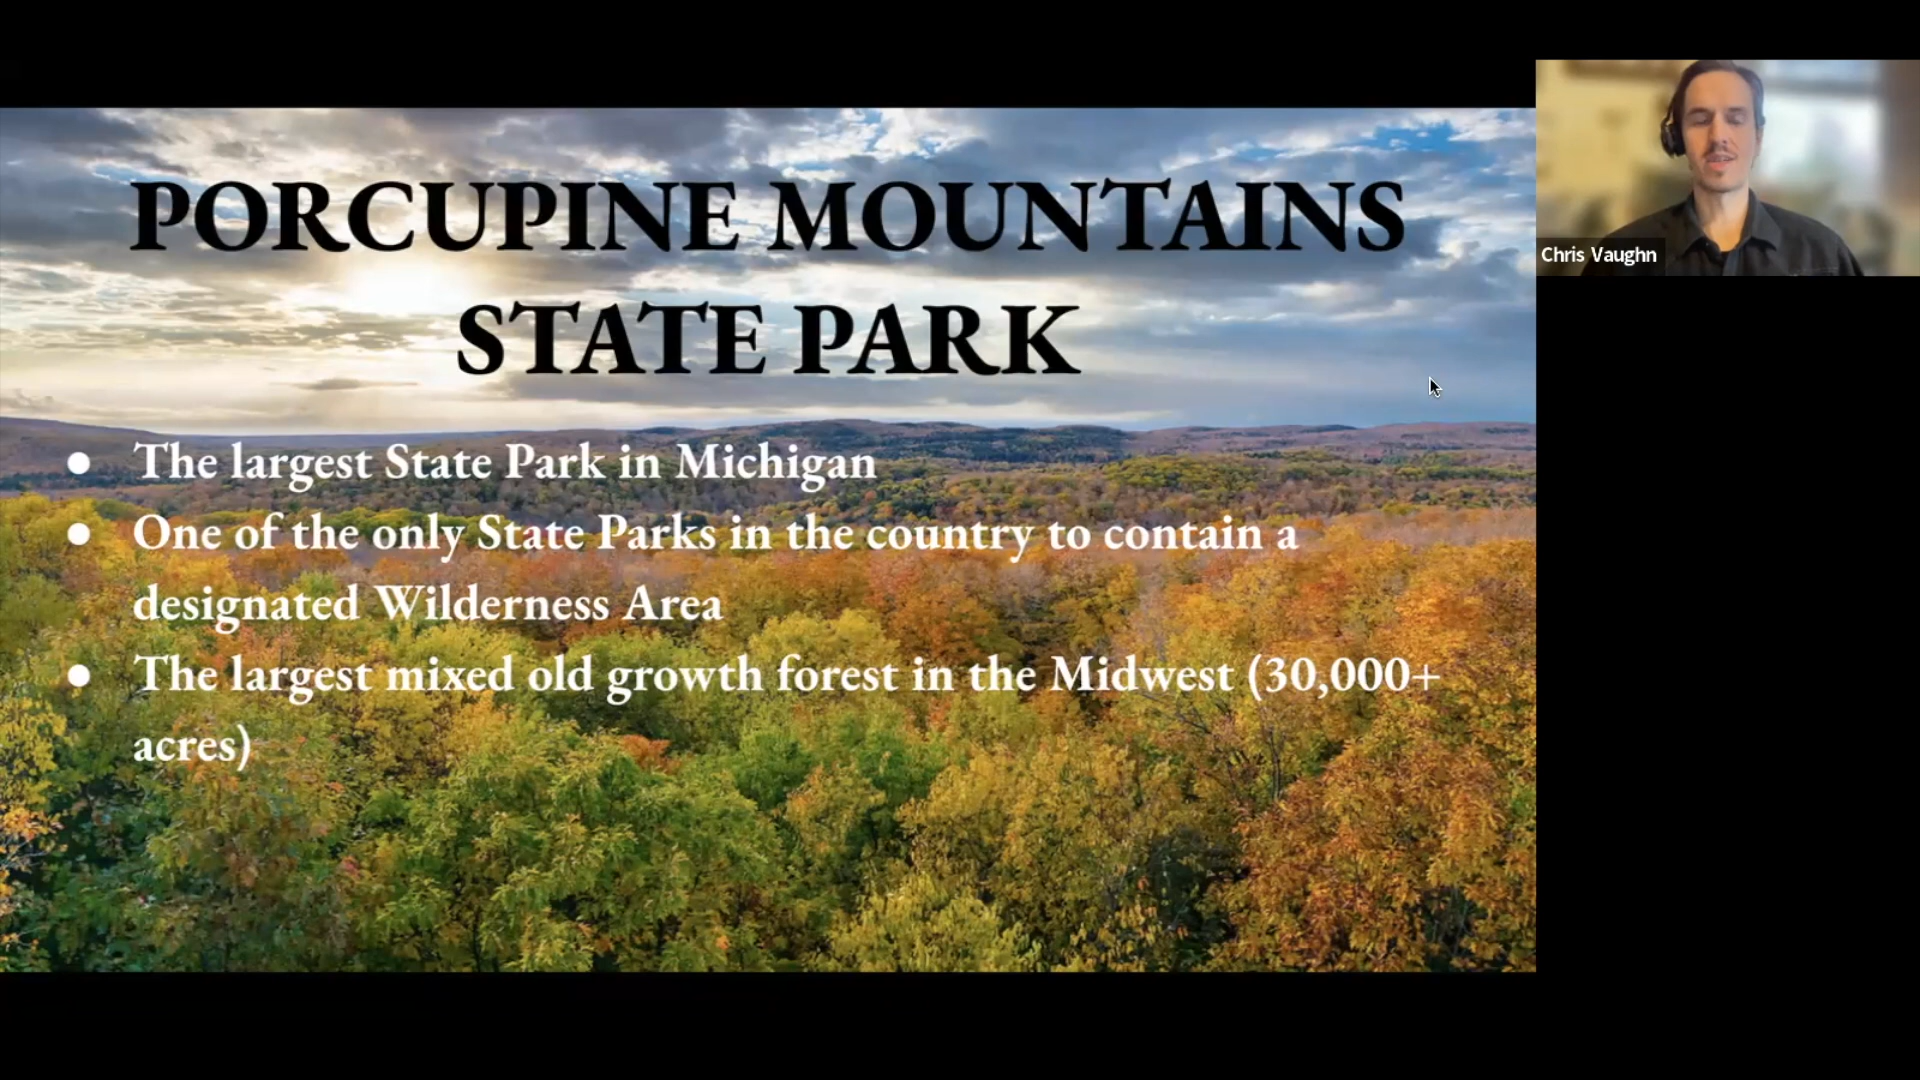 PORCUPINE MOUNTAINS
STATE PARK
● The largest State Park in Michigan
● One of the only State Parks in the country to contain a
designated Wilderness Area
● The largest mixed old growth forest in the Midwest (30,000+
acres)
Chris Vaughn